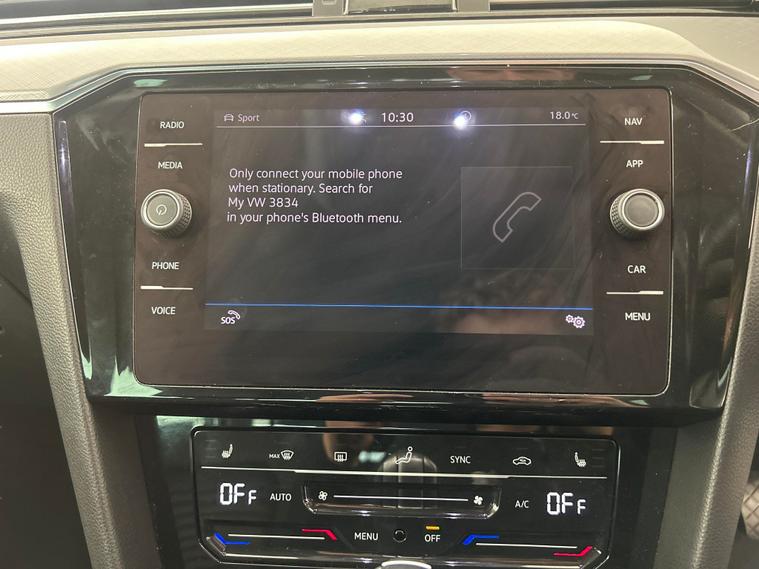 RADIO
MEDIA
PHONE
VOICE
Sport
10:30
18.0°C
Only connect your mobile phone
when stationary. Search for
My VW 3834
in your phone's Bluetooth menu.
SOS
NAV
APP
CAR
MENU
MAX
SYNC
OFF
AUTO
A/C
OFF
MENU
OFF